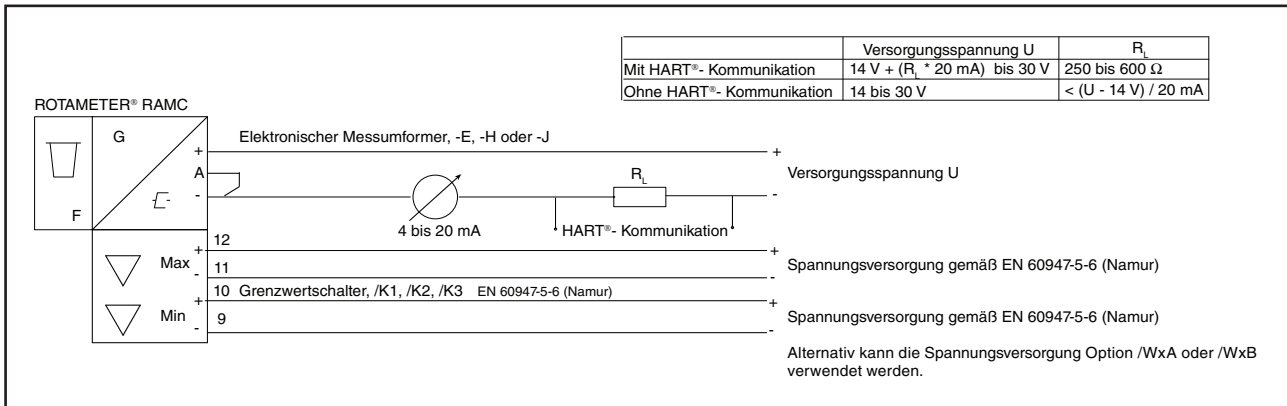 Versorgungsspannung U R_L
Mit HART®- Kommunikation 14 V + (R_L * 20 mA) bis 30 V 250 bis 600 Ω
Ohne HART®- Kommunikation 14 bis 30 V < (U - 14 V) / 20 mA
ROTAMETER® RAMC
G
F
+
A
-
Elektronischer Messumformer, -E, -H oder -J
+
Versorgungsspannung U
-
R_L
4 bis 20 mA
HART®- Kommunikation
12
Max
+
-
11
+
Spannungsversorgung gemäß EN 60947-5-6 (Namur)
-
10 Grenzwertschalter, /K1, /K2, /K3 EN 60947-5-6 (Namur)
Min
+
-
9
+
Spannungsversorgung gemäß EN 60947-5-6 (Namur)
-
Alternativ kann die Spannungsversorgung Option /WxA oder /WxB
verwendet werden.